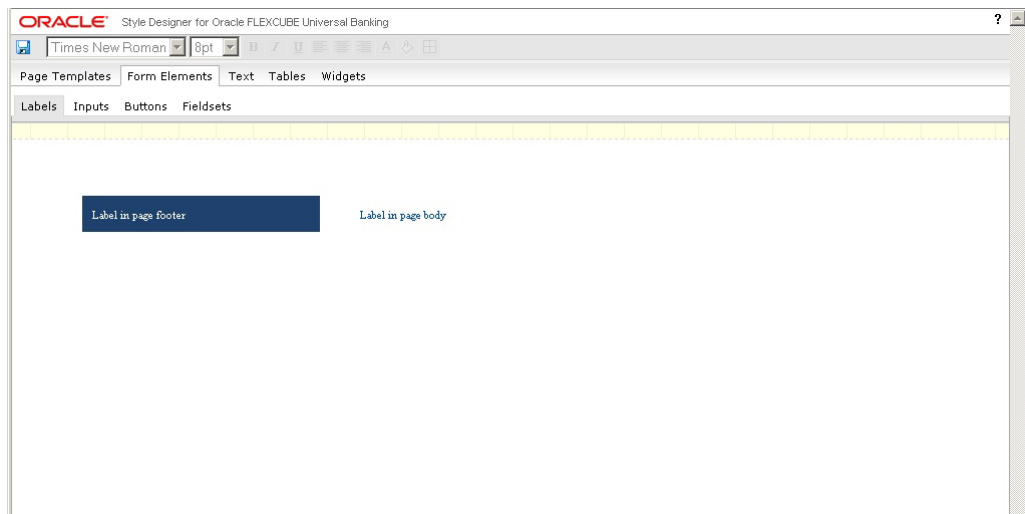 ORACLE® Style Designer for Oracle FLEXCUBE Universal Banking ?
Times New Roman 8pt B I U A
Page Templates Form Elements Text Tables Widgets
Labels Inputs Buttons Fieldsets
Label in page footer Label in page body